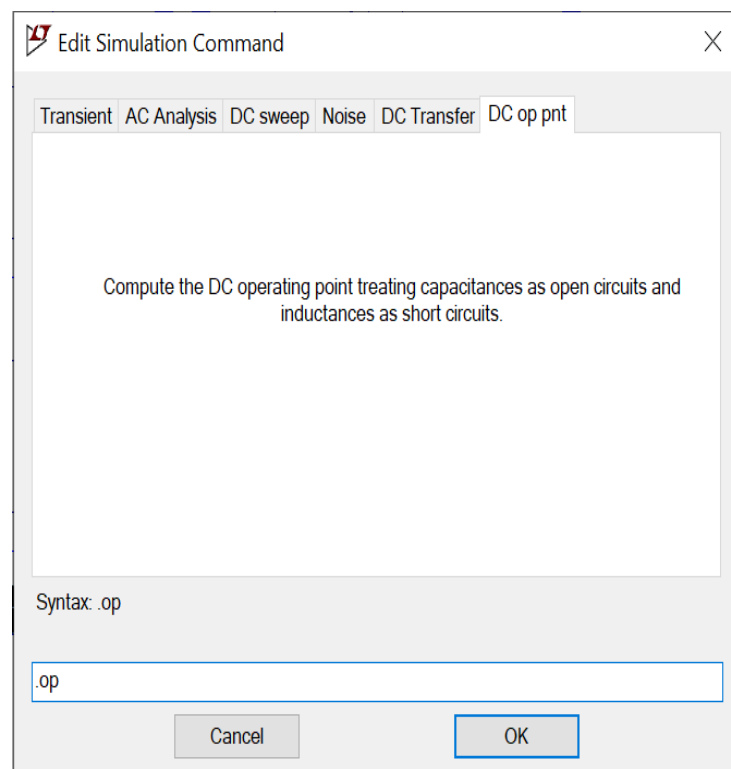 Edit Simulation Command
Transient AC Analysis DC sweep Noise DC Transfer DC op pnt
Compute the DC operating point treating capacitances as open circuits and
inductances as short circuits.
Syntax: .op
.op
Cancel OK